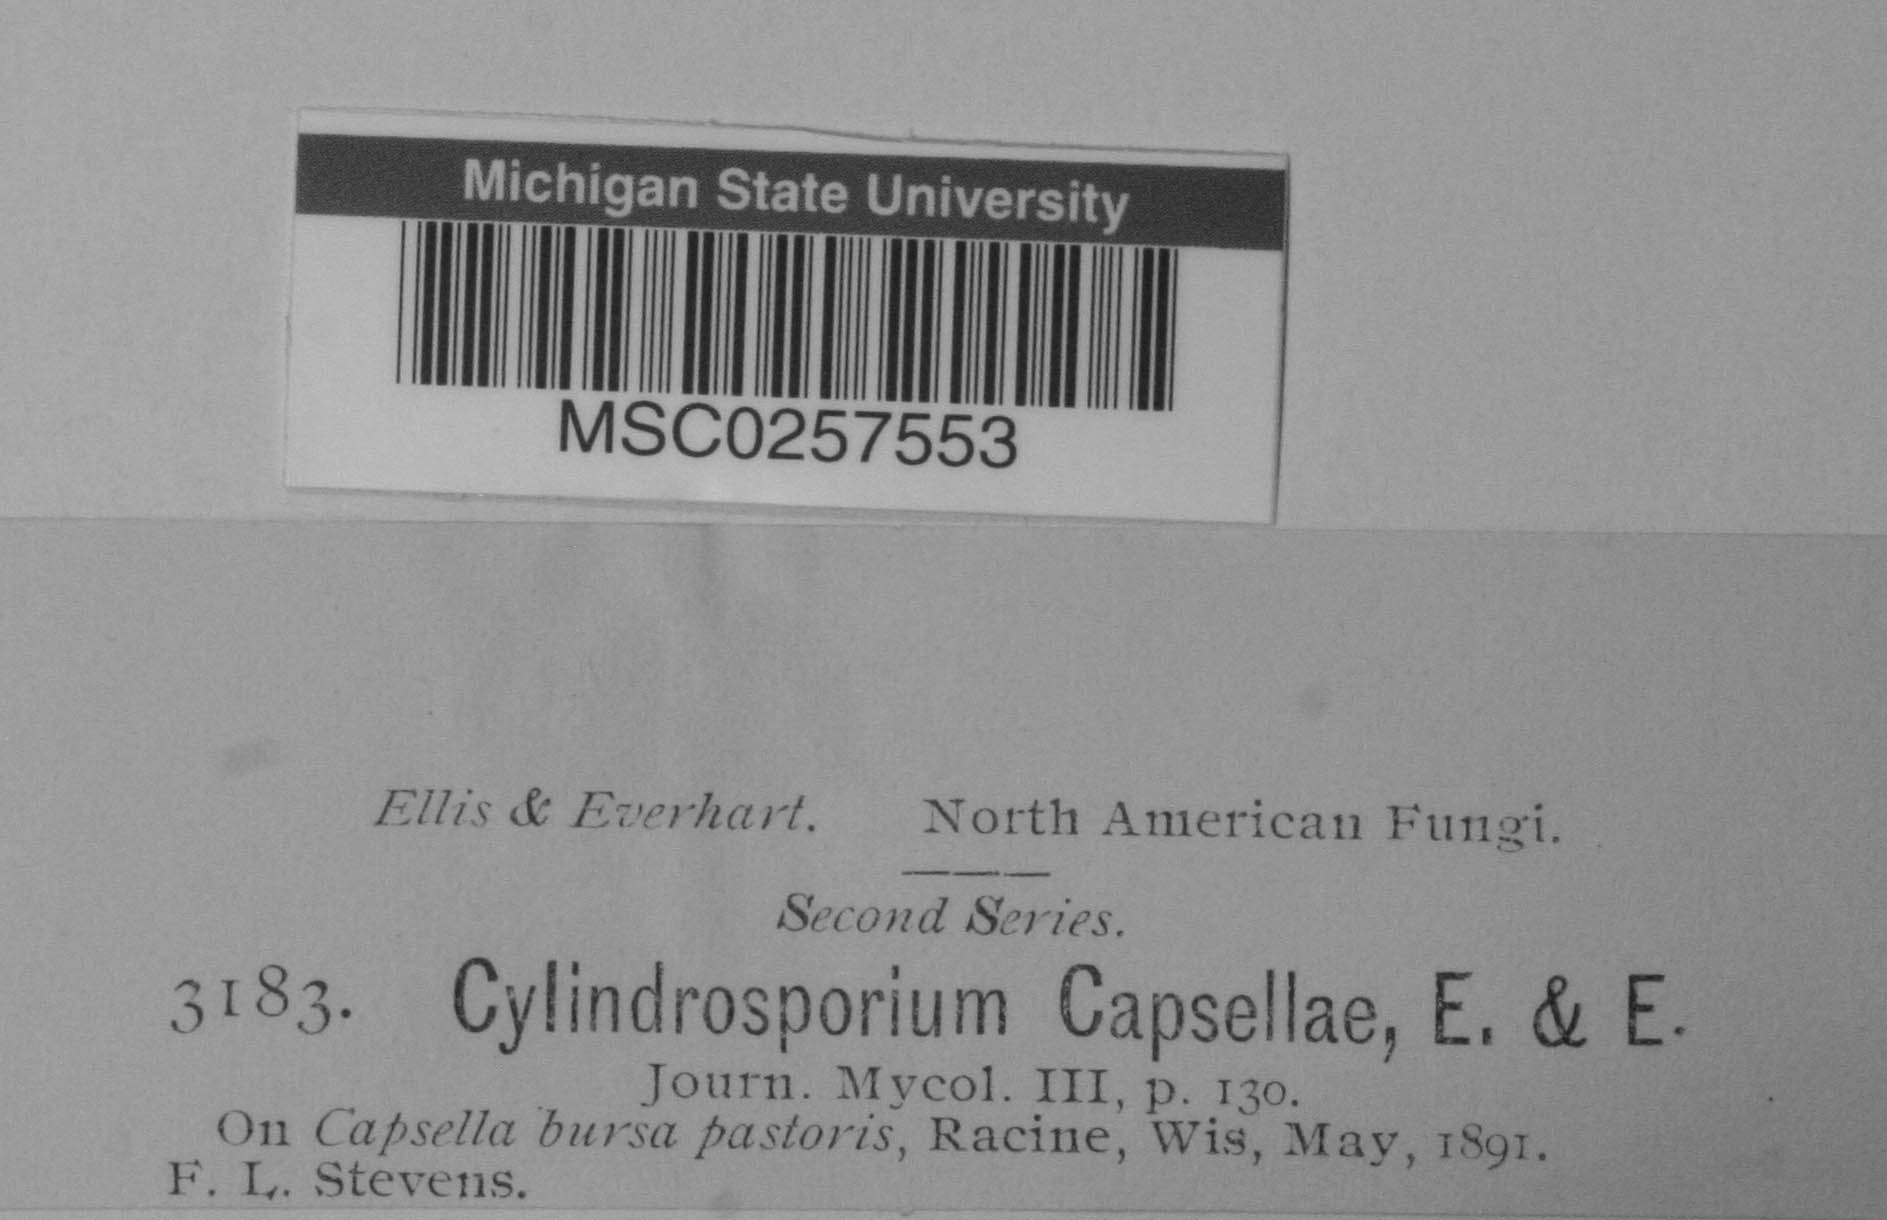 Michigan State University
MSC0257553
Ellis & Everhart. North American Fungi.
Second Series.
3183. Cylindrosporium Capsellae, E. & E.
Journ. Mycol. III, p. 130.
On Capsella bursa pastoris, Racine, Wis, May, 1891.
F. L. Stevens.